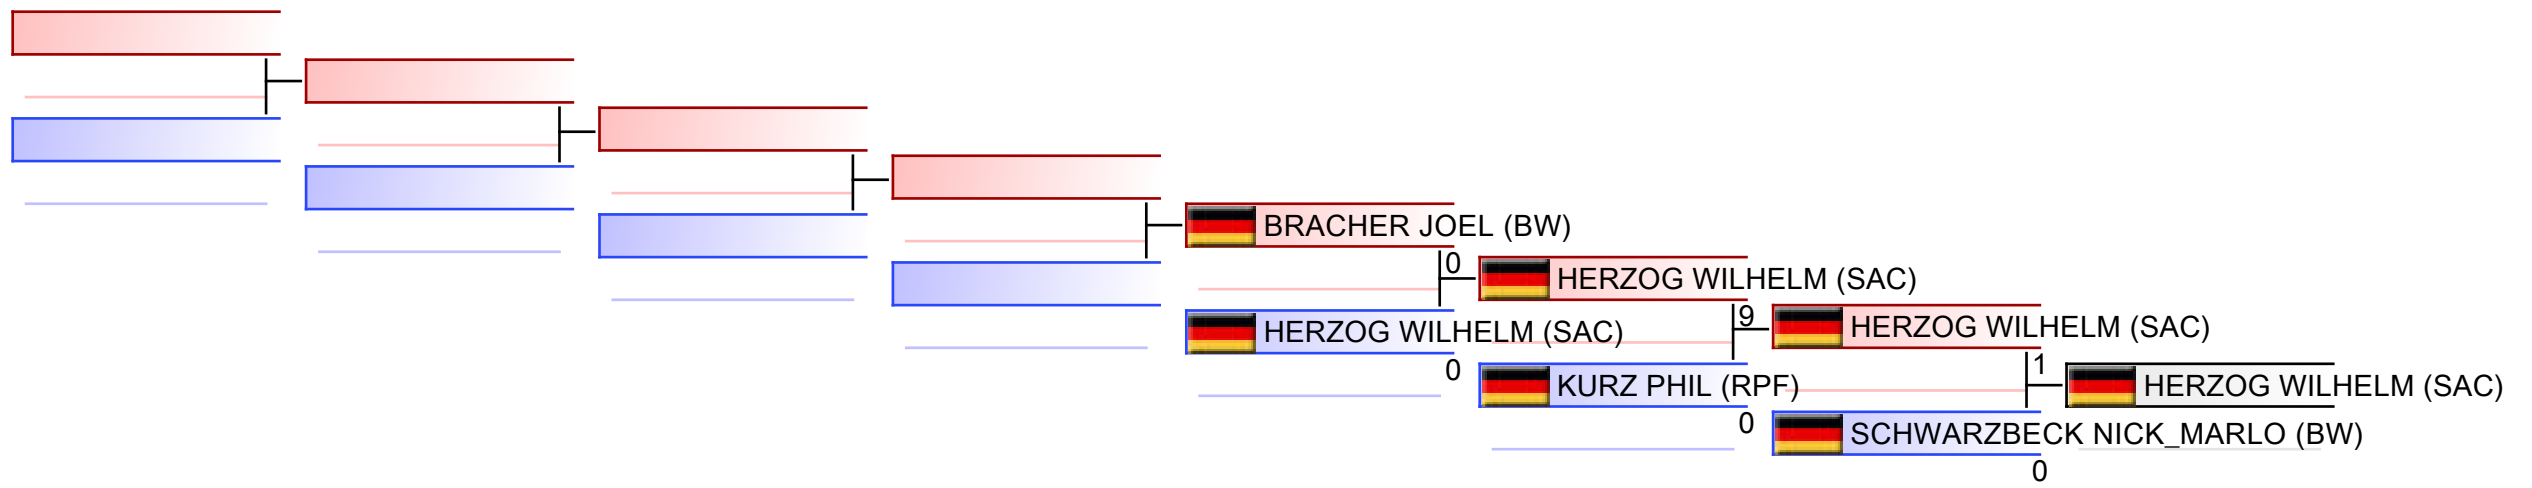 BRACHER JOEL (BW)
0
HERZOG WILHELM (SAC)
0
HERZOG WILHELM (SAC)
9
KURZ PHIL (RPF)
0
HERZOG WILHELM (SAC)
1
SCHWARZBECK NICK_MARLO (BW)
0
HERZOG WILHELM (SAC)